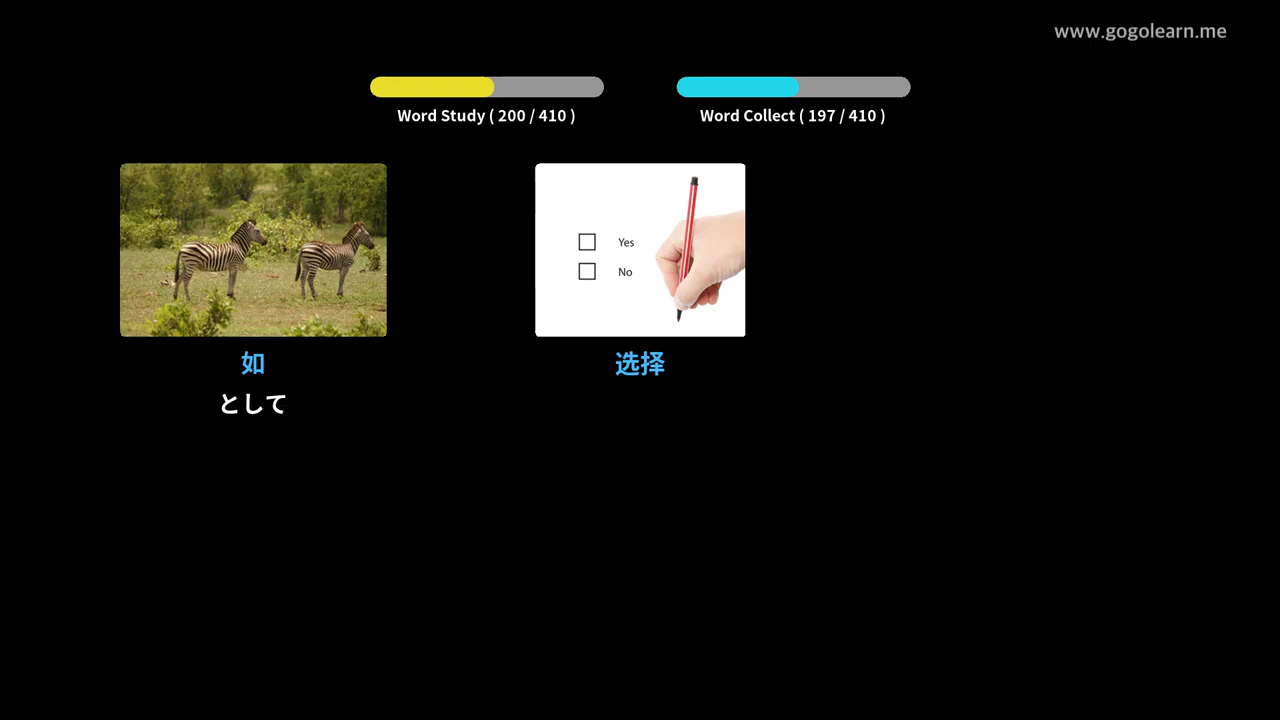 www.gogolearn.me
Word Study ( 200 / 410 )
Word Collect ( 197 / 410 )
Yes
No
如
选择
として